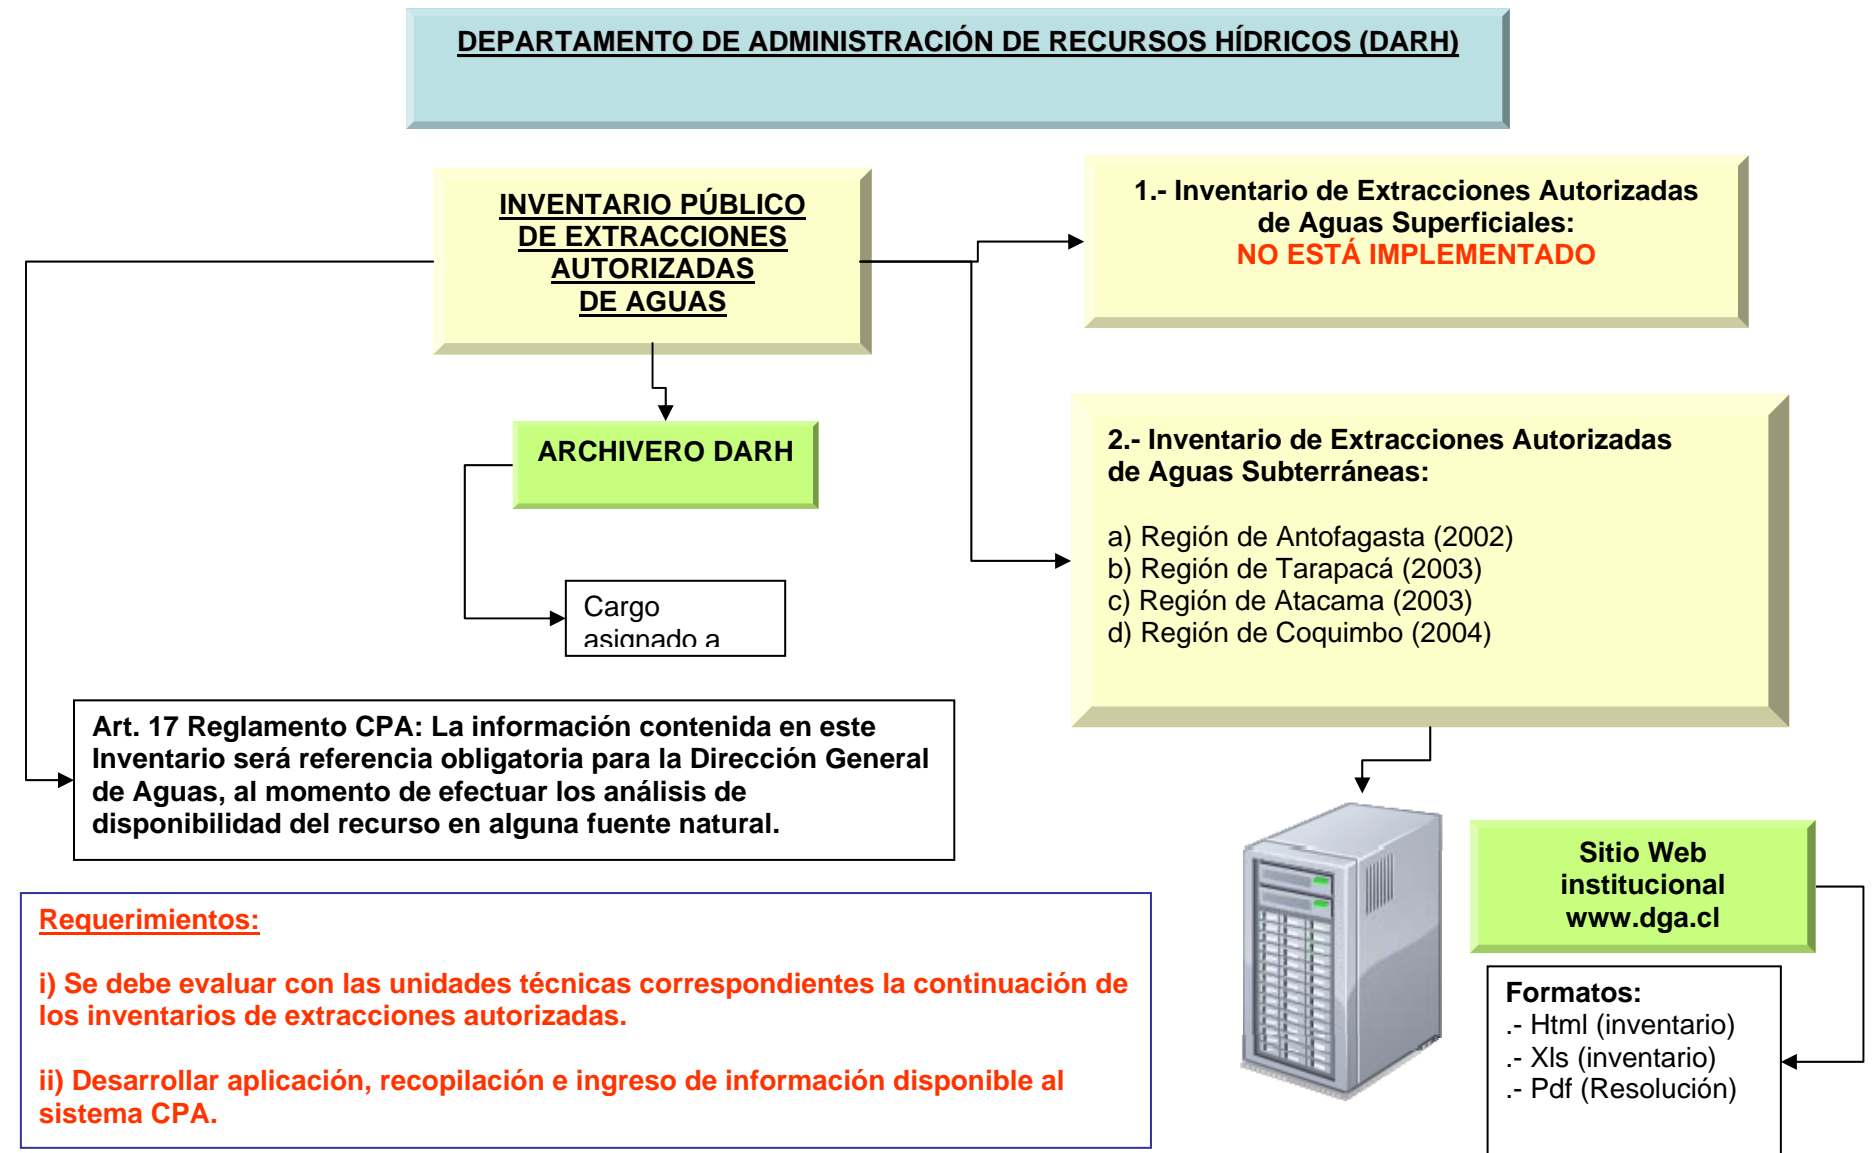 DEPARTAMENTO DE ADMINISTRACIÓN DE RECURSOS HÍDRICOS (DARH)
INVENTARIO PÚBLICO
DE EXTRACCIONES
AUTORIZADAS
DE AGUAS
1.- Inventario de Extracciones Autorizadas
de Aguas Superficiales:
NO ESTÁ IMPLEMENTADO
ARCHIVERO DARH
Cargo
asignado a
2.- Inventario de Extracciones Autorizadas
de Aguas Subterráneas:
a) Región de Antofagasta (2002)
b) Región de Tarapacá (2003)
c) Región de Atacama (2003)
d) Región de Coquimbo (2004)
Art. 17 Reglamento CPA: La información contenida en este
Inventario será referencia obligatoria para la Dirección General
de Aguas, al momento de efectuar los análisis de
disponibilidad del recurso en alguna fuente natural.
Sitio Web
institucional
www.dga.cl
Formatos:
.- Html (inventario)
.- Xls (inventario)
.- Pdf (Resolución)
Requerimientos:
i) Se debe evaluar con las unidades técnicas correspondientes la continuación de
los inventarios de extracciones autorizadas.
ii) Desarrollar aplicación, recopilación e ingreso de información disponible al
sistema CPA.